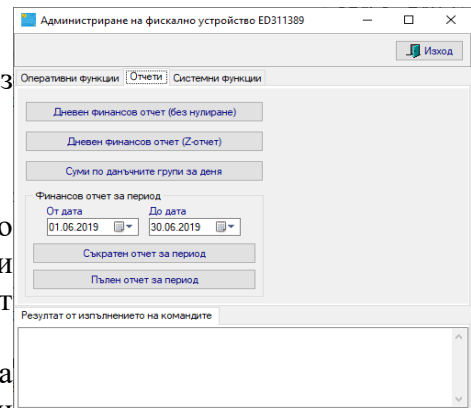 Администриране на фискално устройство ED311389
Изход
Оперативни функции Отчети Системни функции
Дневен финансов отчет (без нулиране)
Дневен финансов отчет (Z-отчет)
Суми по данъчните групи за деня
Финансов отчет за период
От дата До дата
01.06.2019 30.06.2019
Съкратен отчет за период
Пълен отчет за период
Резултат от изпълнението на командите